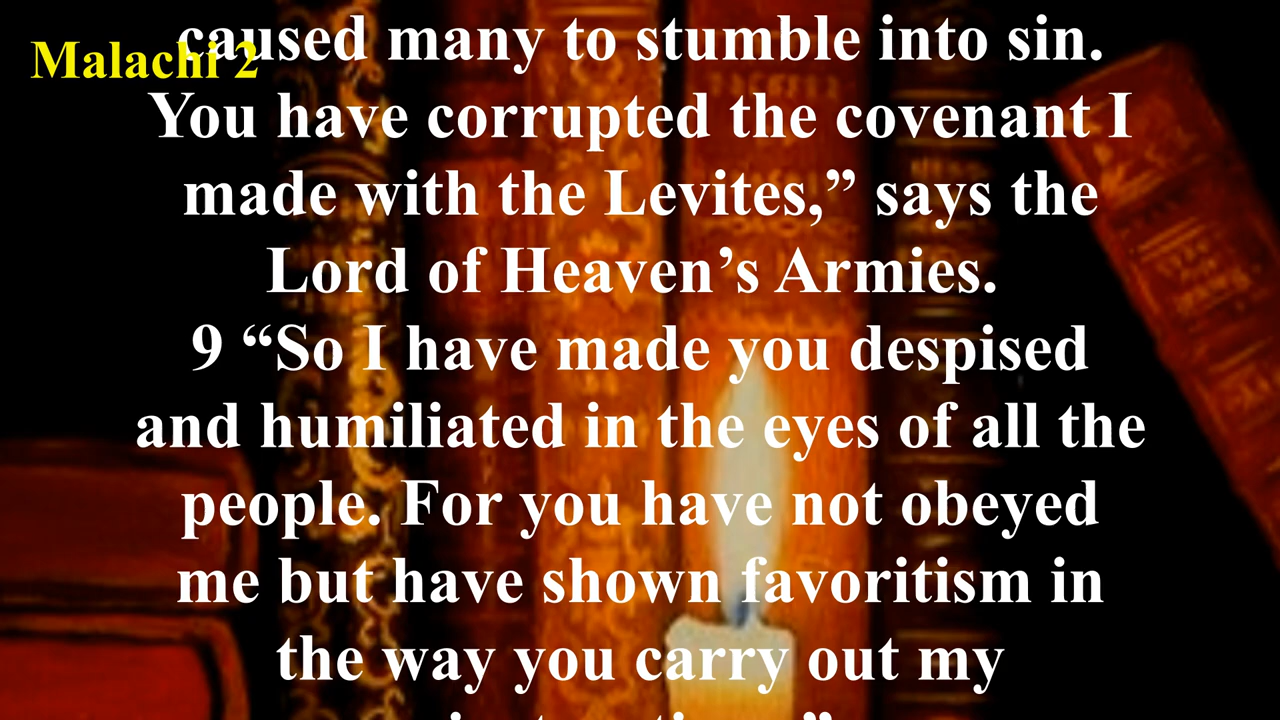 Malachi 2
caused many to stumble into sin.
You have corrupted the covenant I
made with the Levites,” says the
Lord of Heaven’s Armies.
9 “So I have made you despised
and humiliated in the eyes of all the
people. For you have not obeyed
me but have shown favoritism in
the way you carry out my